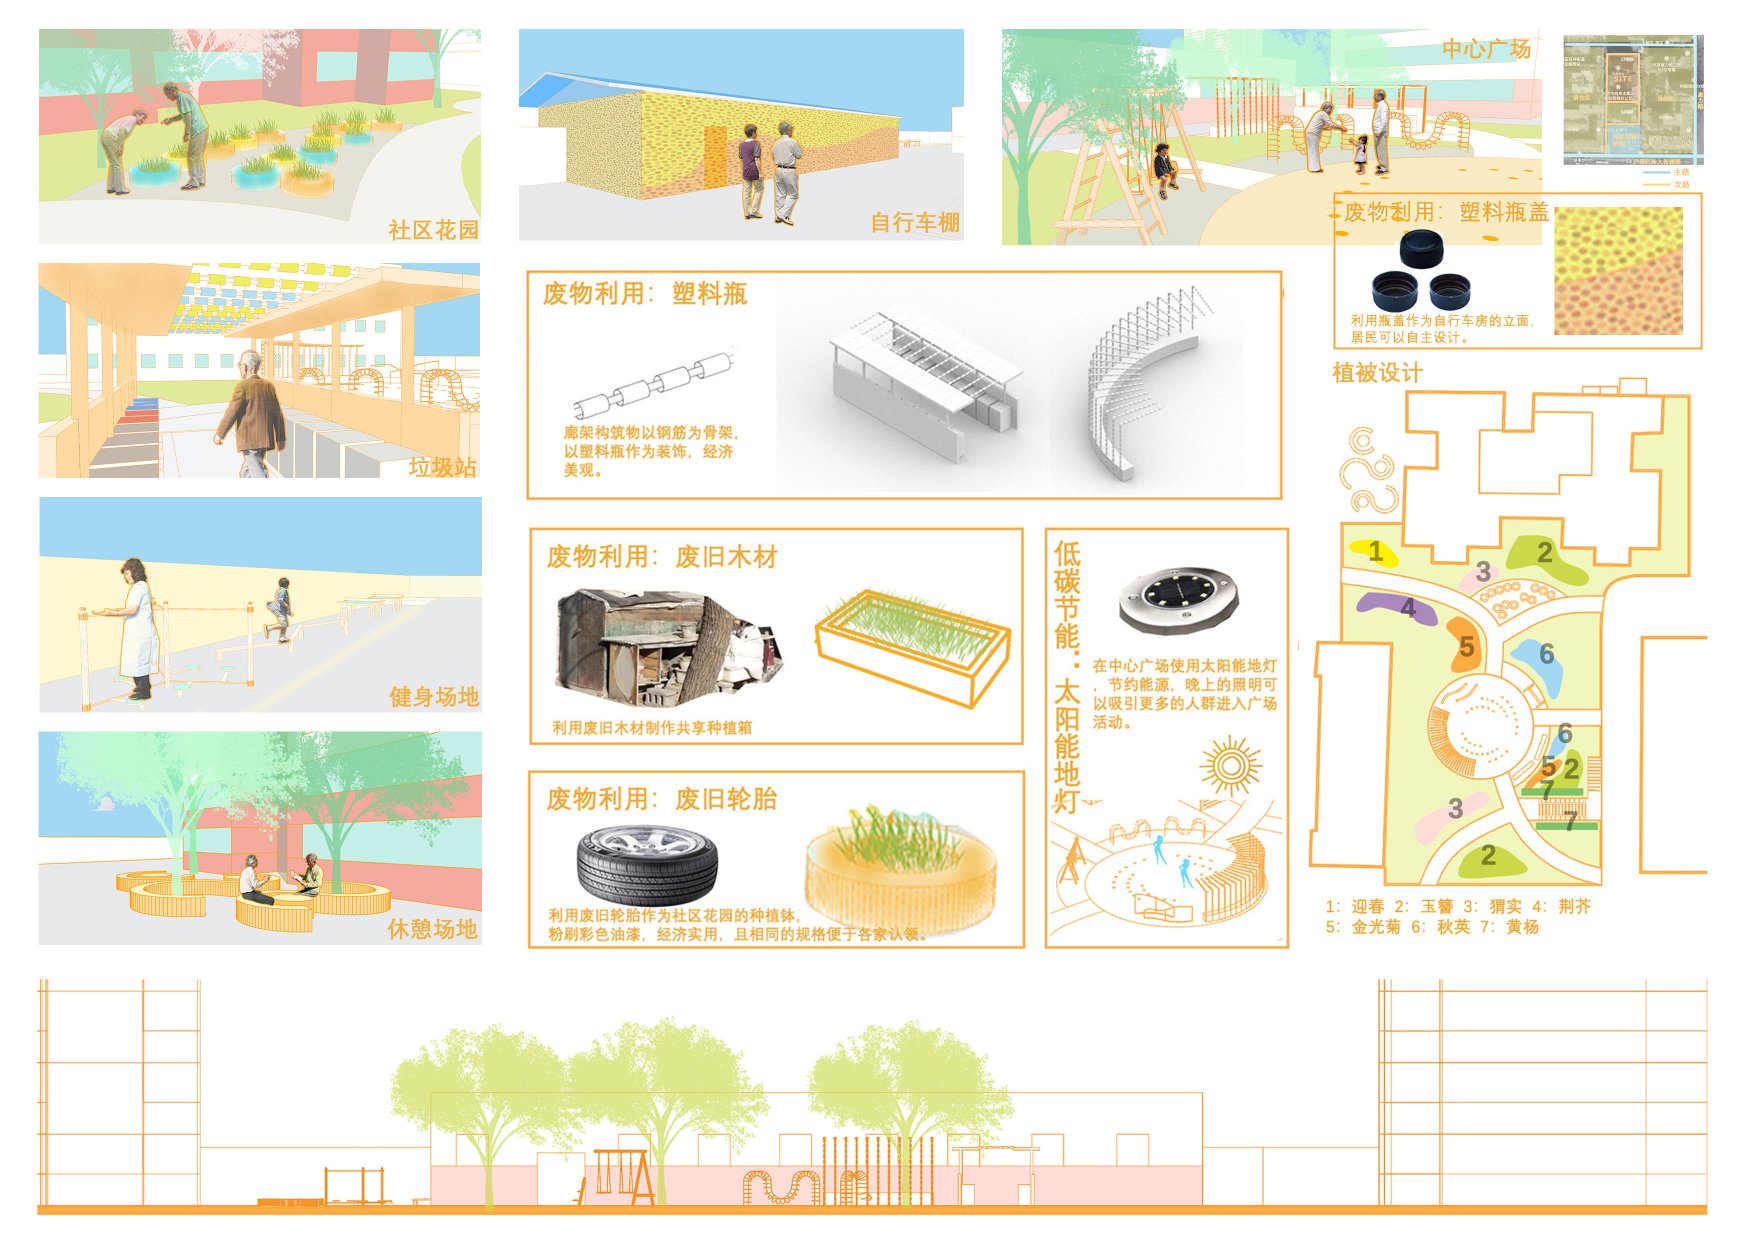 社区花园
自行车棚
中心广场
SITE
主路
次路
废物利用：塑料瓶盖
利用瓶盖作为自行车房的立面，
居民可以自主设计。
垃圾站
废物利用：塑料瓶
廊架构筑物以钢筋为骨架，
以塑料瓶作为装饰，经济
美观。
植被设计
1
2
3
4
5
6
6
5
2
7
3
7
2
1：迎春 2：玉簪 3：猬实 4：荆芥
5：金光菊 6：秋英 7：黄杨
健身场地
废物利用：废旧木材
利用废旧木材制作共享种植箱
低碳节能：太阳能地灯
在中心广场使用太阳能地灯
，节约能源，晚上的照明可
以吸引更多的人群进入广场
活动。
休憩场地
废物利用：废旧轮胎
利用废旧轮胎作为社区花园的种植钵，
粉刷彩色油漆，经济实用，且相同的规格便于各家认领。